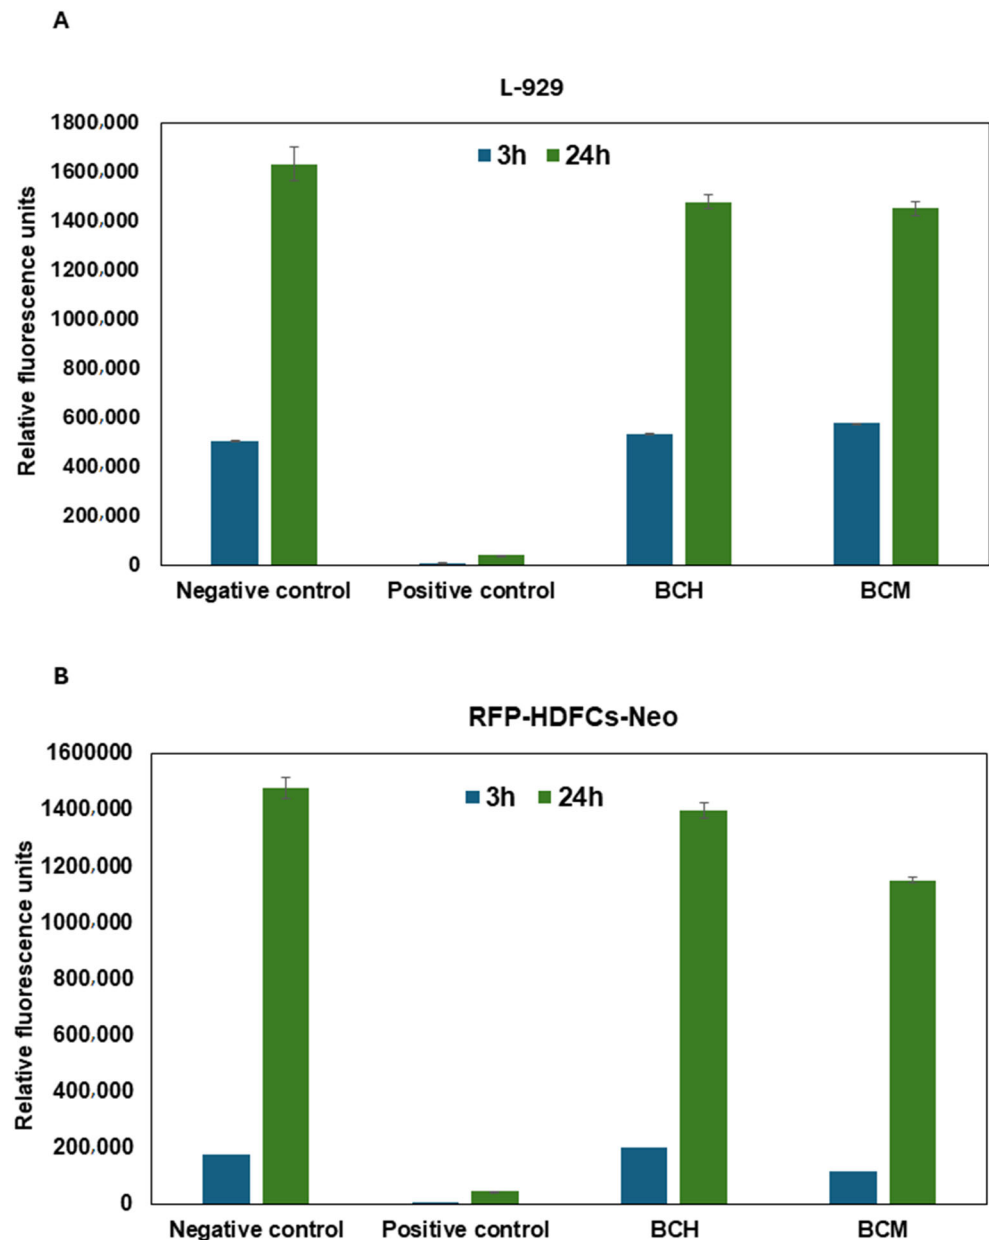 A
L-929
1800,000
3h 24h
1600,000
1400,000
1200,000
1000,000
800,000
600,000
400,000
200,000
0
Relative fluorescence units
Negative control Positive control BCH BCM
B
RFP-HDFCs-Neo
1600000
3h 24h
1400,000
1200,000
1000,000
800,000
600,000
400,000
200,000
0
Relative fluorescence units
Negative control Positive control BCH BCM